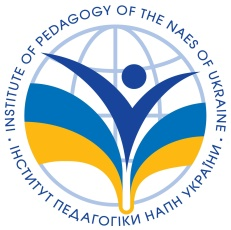 · INSTITUTE OF PEDAGOGY OF THE NAES OF UKRAINE ·
ІНСТИТУТ ПЕДАГОГІКИ НАПН УКРАЇНИ